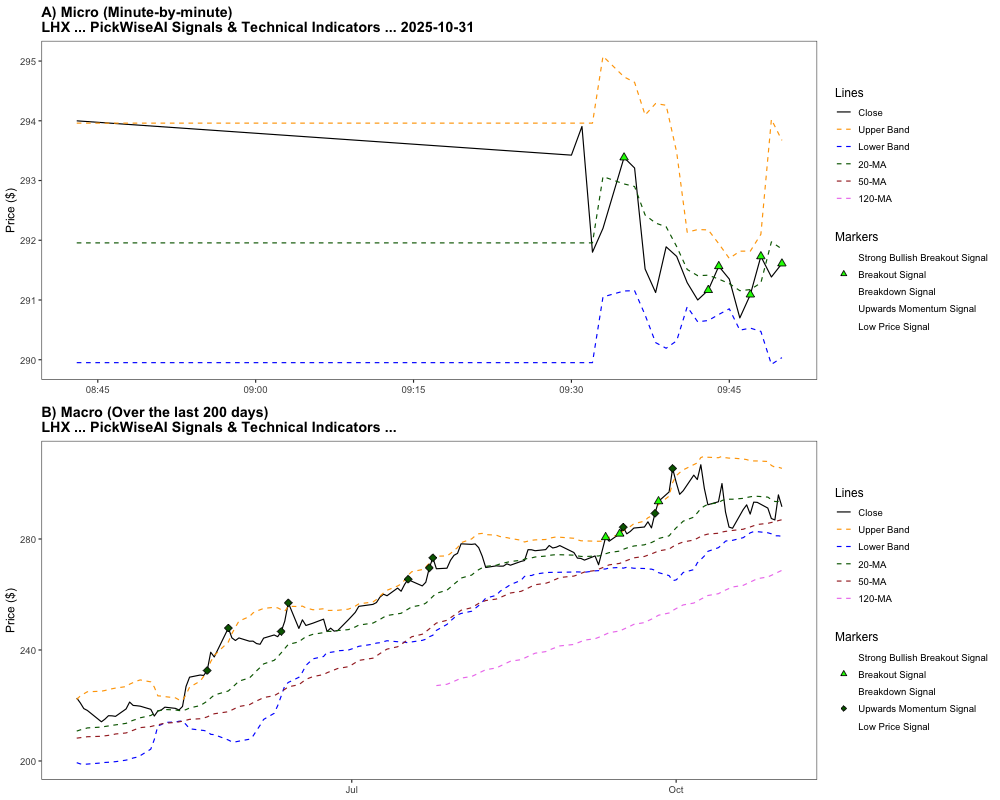 A) Micro (Minute-by-minute)
LHX ... PickWiseAI Signals & Technical Indicators ... 2025-10-31
Price ($)
295
294
293
292
291
290
08:45
09:00
09:15
09:30
09:45
Lines
Close
Upper Band
Lower Band
20-MA
50-MA
120-MA
Markers
Strong Bullish Breakout Signal
Breakout Signal
Breakdown Signal
Upwards Momentum Signal
Low Price Signal
B) Macro (Over the last 200 days)
LHX ... PickWiseAI Signals & Technical Indicators ...
Price ($)
280
240
200
Jul
Oct
Lines
Close
Upper Band
Lower Band
20-MA
50-MA
120-MA
Markers
Strong Bullish Breakout Signal
Breakout Signal
Breakdown Signal
Upwards Momentum Signal
Low Price Signal